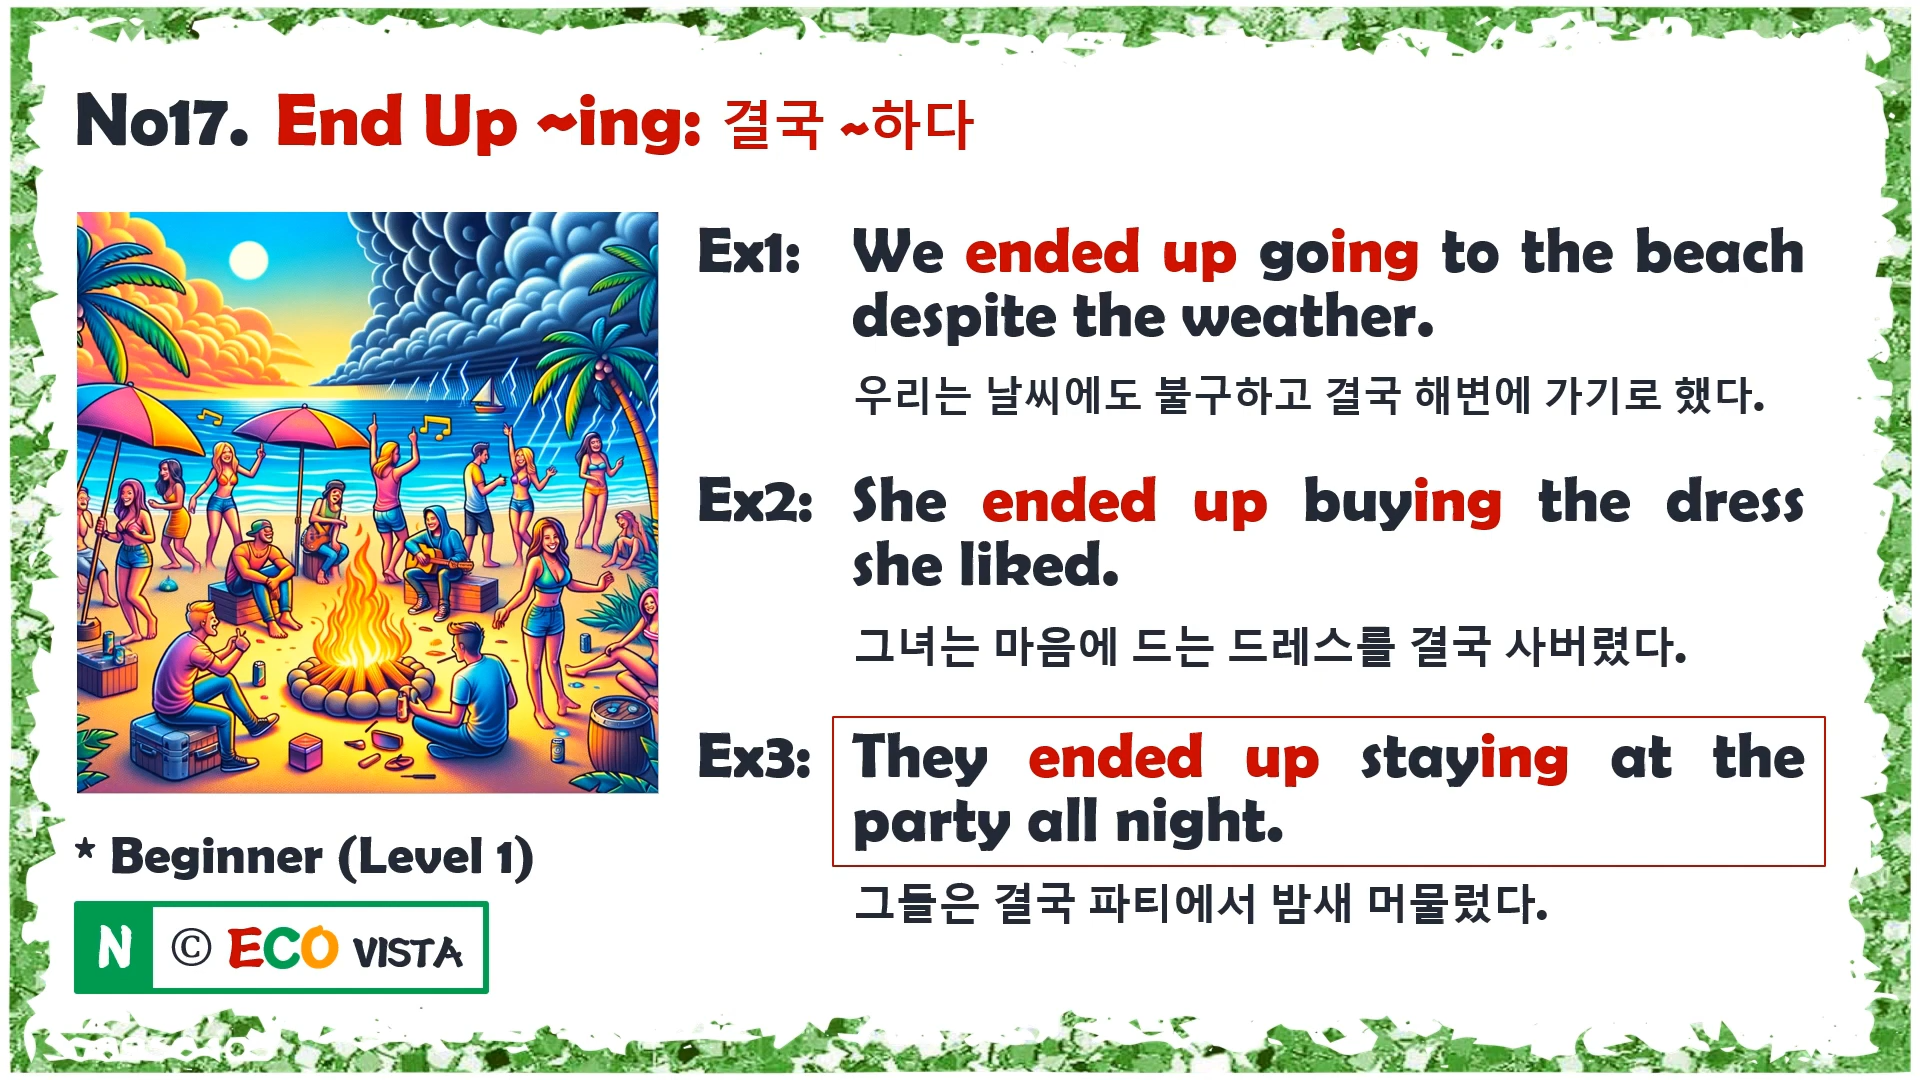 No17. End Up ~ing: 결국 ~하다
Ex1: We ended up going to the beach
despite the weather.
우리는 날씨에도 불구하고 결국 해변에 가기로 했다.
Ex2: She ended up buying the dress
she liked.
그녀는 마음에 드는 드레스를 결국 사버렸다.
Ex3: They ended up staying at the
party all night.
그들은 결국 파티에서 밤새 머물렀다.
* Beginner (Level 1)
N © ECO VISTA